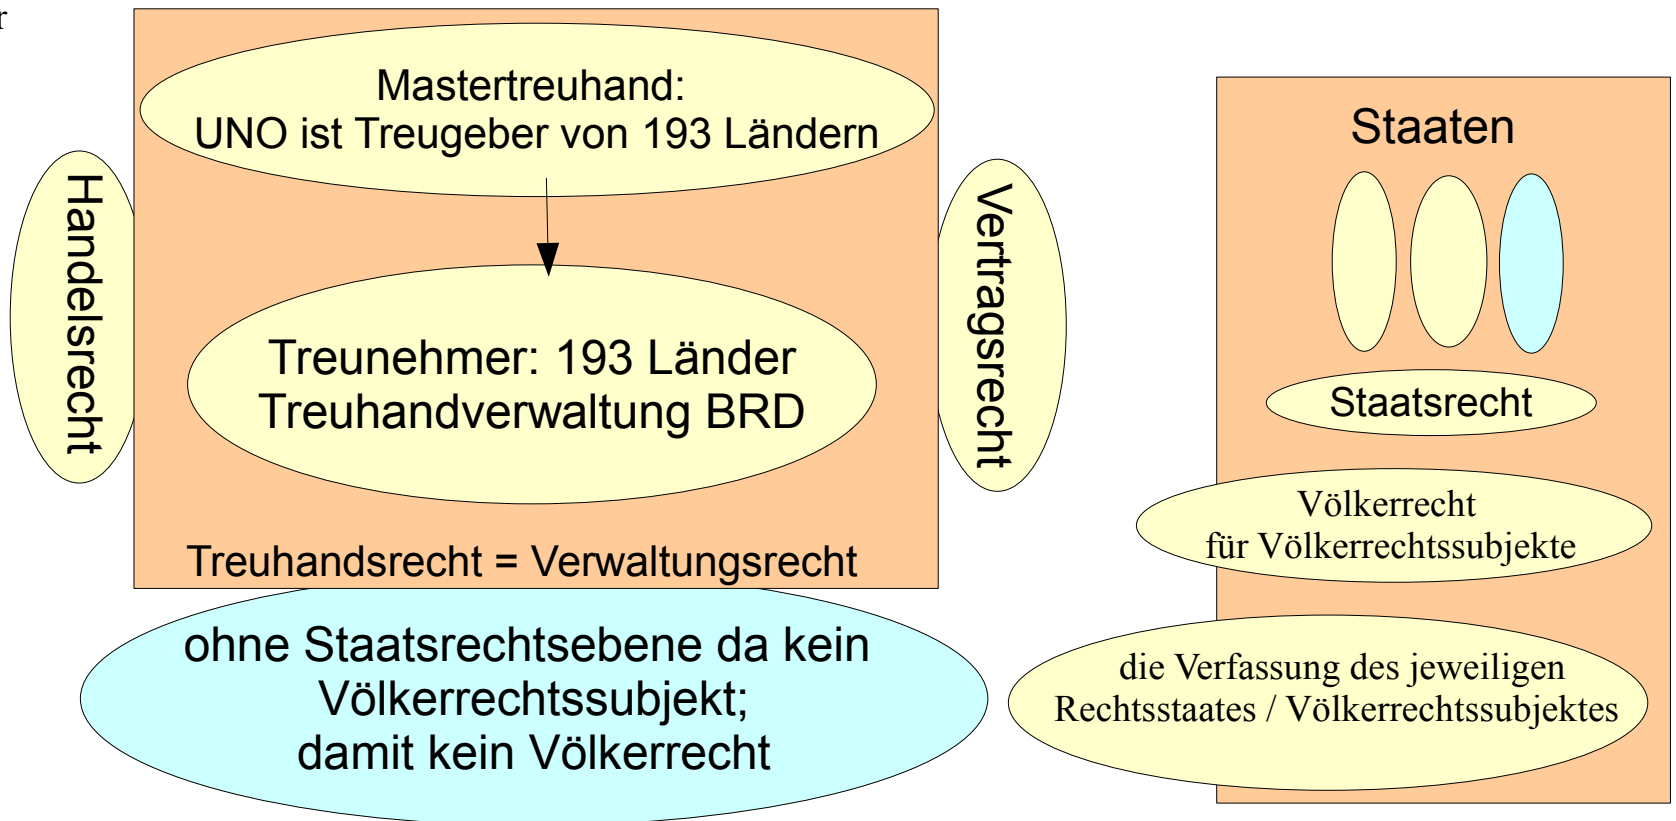 r
Mastertreuhand:
UNO ist Treugeber von 193 Ländern
Handelsrecht
Treunehmer: 193 Länder
Treuhandverwaltung BRD
Vertragsrecht
Treuhandsrecht = Verwaltungsrecht
ohne Staatsrechtsebene da kein
Völkerrechtssubjekt;
damit kein Völkerrecht
Staaten
Staatsrecht
Völkerrecht
für Völkerrechtssubjekte
die Verfassung des jeweiligen
Rechtsstaates / Völkerrechtssubjektes